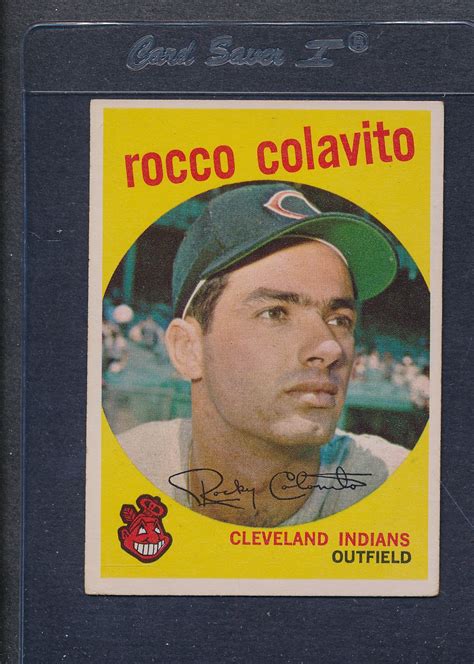 Card Saver I ®
rocco colavito
C
Rocky Colavito
CLEVELAND INDIANS
OUTFIELD